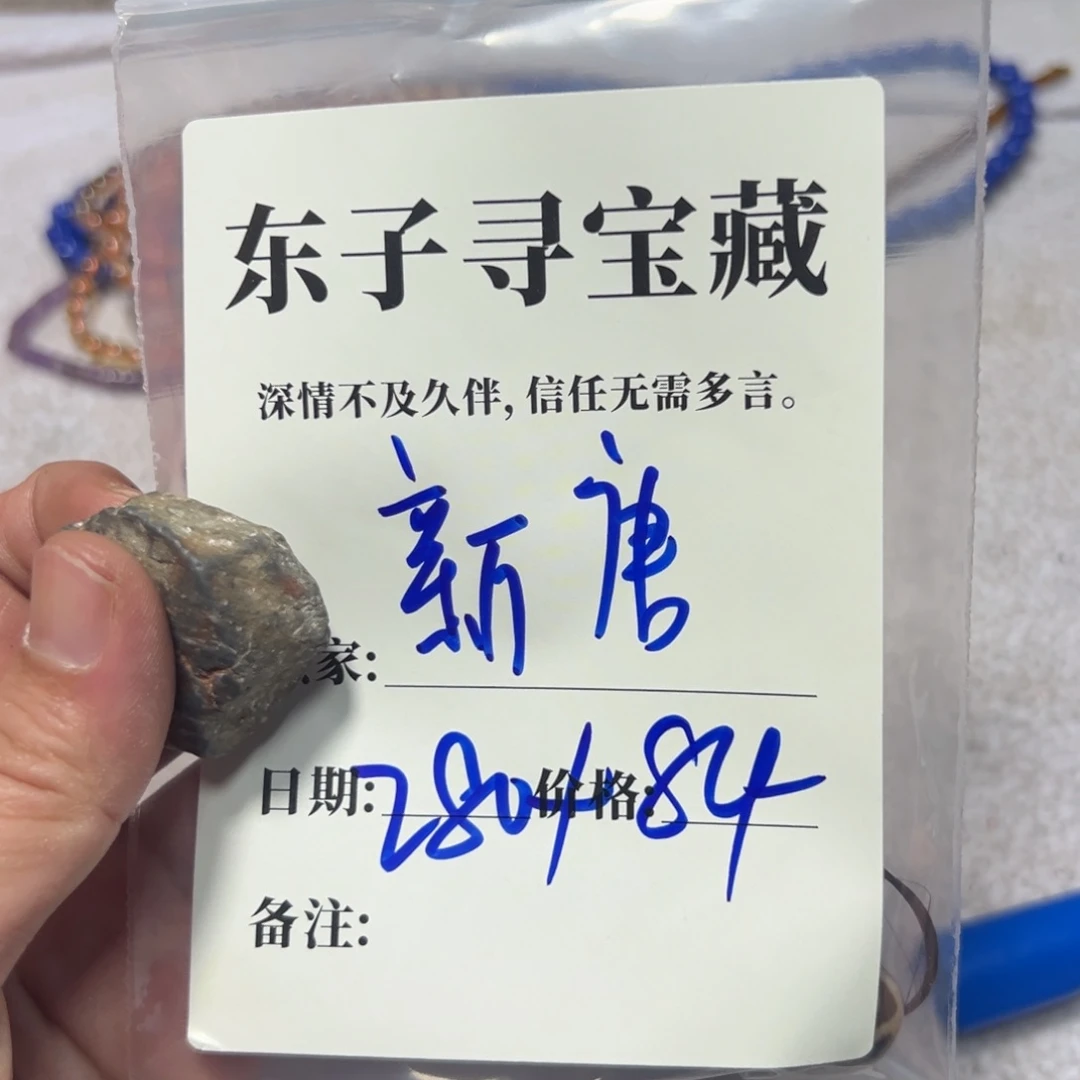 东子寻宝藏
深情不及久伴,信任无需多言。
新唐
家:
日期: 2804 价格: 84
备注: